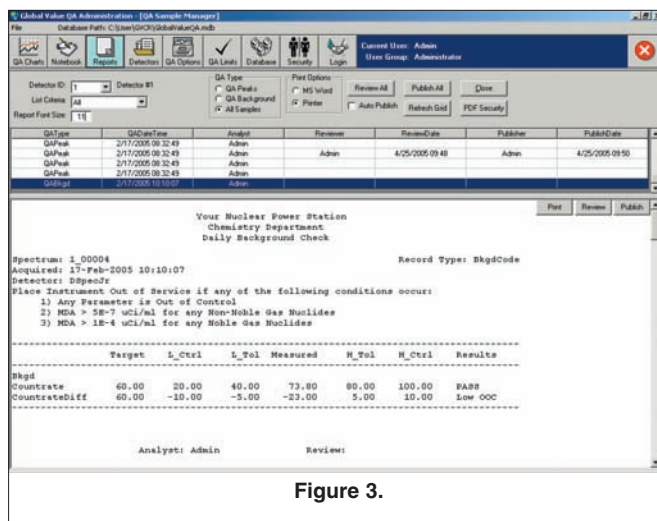 Global Value QA Administration - [QA Sample Manager]
File Database Path: C:\User\GVCR\GlobalValueQA.mdb
QA Charts Notebook Reports Detectors QA Options QA Limits Database Security Login
Current User: Admin
User Group: Administrator
Detector ID: 1 Detector #1
List Criteria: All
Report Font Size: 11
QA Type
QA Peaks
QA Background
All Samples
Print Options
MS Word
Printer
Review All Publish All Close
Auto Publish Refresh Grid PDF Security
QAType QADateTime Analyst Reviewer ReviewDate Publisher PublishDate
QAPeak 2/17/2005 08:32:49 Admin
QAPeak 2/17/2005 08:32:49 Admin Admin 4/25/2005 09:48 Admin 4/25/2005 09:50
QAPeak 2/17/2005 08:32:49 Admin
QAPeak 2/17/2005 08:32:49 Admin
QABkgd 2/17/2005 10:10:07 Admin
Print Review Publish
Your Nuclear Power Station
Chemistry Department
Daily Background Check
Spectrum: 1_00004 Record Type: BkgdCode
Acquired: 17-Feb-2005 10:10:07
Detector: DSpecJr
Place Instrument Out of Service if any of the following conditions occur:
1) Any Parameter is Out of Control
2) MDA > 5E-7 uCi/ml for any Non-Noble Gas Nuclides
3) MDA > 1E-4 uCi/ml for any Noble Gas Nuclides
Target L_Ctrl L_Tol Measured H_Tol H_Ctrl Results
Bkgd
Countrate 60.00 20.00 40.00 73.80 80.00 100.00 PASS
CountrateDiff 60.00 -10.00 -5.00 -23.00 5.00 10.00 Low OOC
Analyst: Admin Review:
Figure 3.